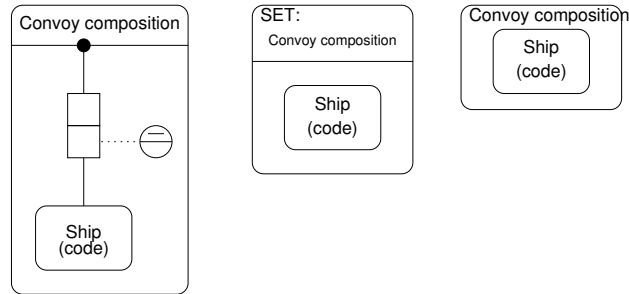 Convoy composition
Ship
(code)
SET:
Convoy composition
Ship
(code)
Convoy composition
Ship
(code)